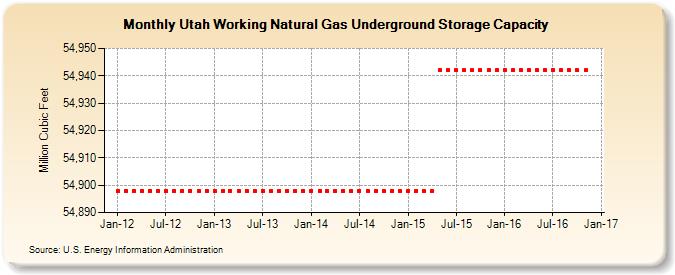 Monthly Utah Working Natural Gas Underground Storage Capacity
Million Cubic Feet
54,950
54,940
54,930
54,920
54,910
54,900
54,890
Jan-12 Jul-12 Jan-13 Jul-13 Jan-14 Jul-14 Jan-15 Jul-15 Jan-16 Jul-16 Jan-17
Source: U.S. Energy Information Administration